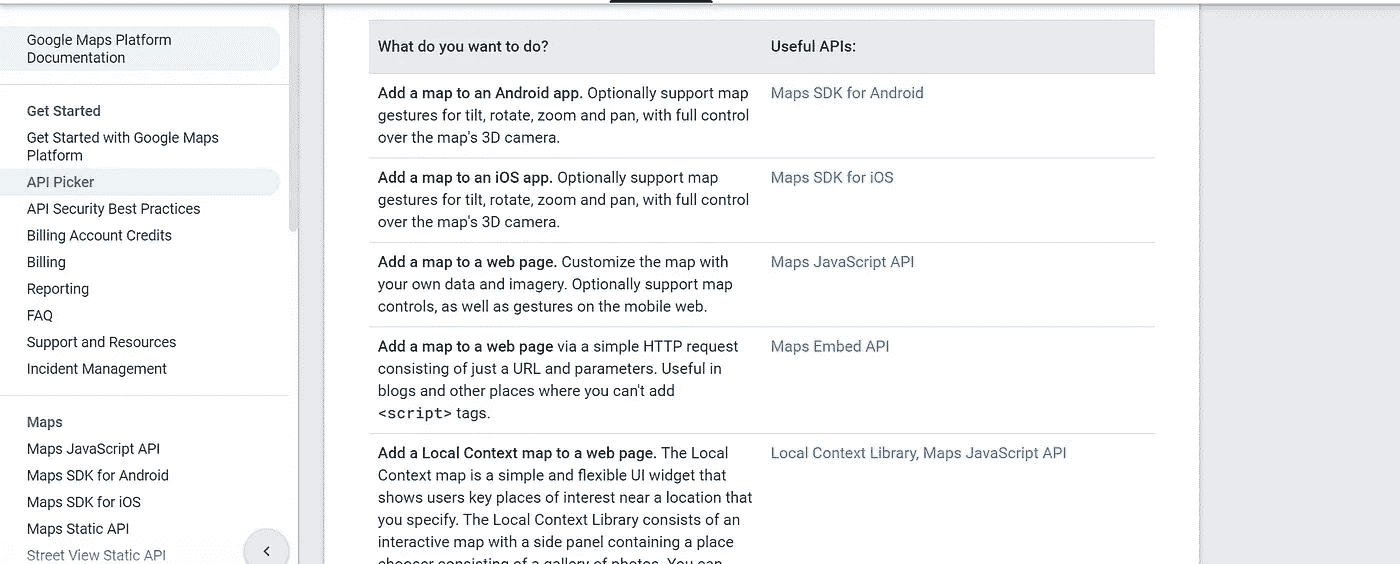 Google Maps Platform
Documentation
Get Started
Get Started with Google Maps
Platform
API Picker
API Security Best Practices
Billing Account Credits
Billing
Reporting
FAQ
Support and Resources
Incident Management
Maps
Maps JavaScript API
Maps SDK for Android
Maps SDK for iOS
Maps Static API
Street View Static API
What do you want to do?
Useful APIs:
Add a map to an Android app. Optionally support map
gestures for tilt, rotate, zoom and pan, with full control
over the map's 3D camera.
Maps SDK for Android
Add a map to an iOS app. Optionally support map
gestures for tilt, rotate, zoom and pan, with full control
over the map's 3D camera.
Maps SDK for iOS
Add a map to a web page. Customize the map with
your own data and imagery. Optionally support map
controls, as well as gestures on the mobile web.
Maps JavaScript API
Add a map to a web page via a simple HTTP request
consisting of just a URL and parameters. Useful in
blogs and other places where you can't add
<script> tags.
Maps Embed API
Add a Local Context map to a web page. The Local
Context map is a simple and flexible UI widget that
shows users key places of interest near a location that
you specify. The Local Context Library consists of an
interactive map with a side panel containing a place
chooser consisting of a gallery of photos. You can
Local Context Library, Maps JavaScript API